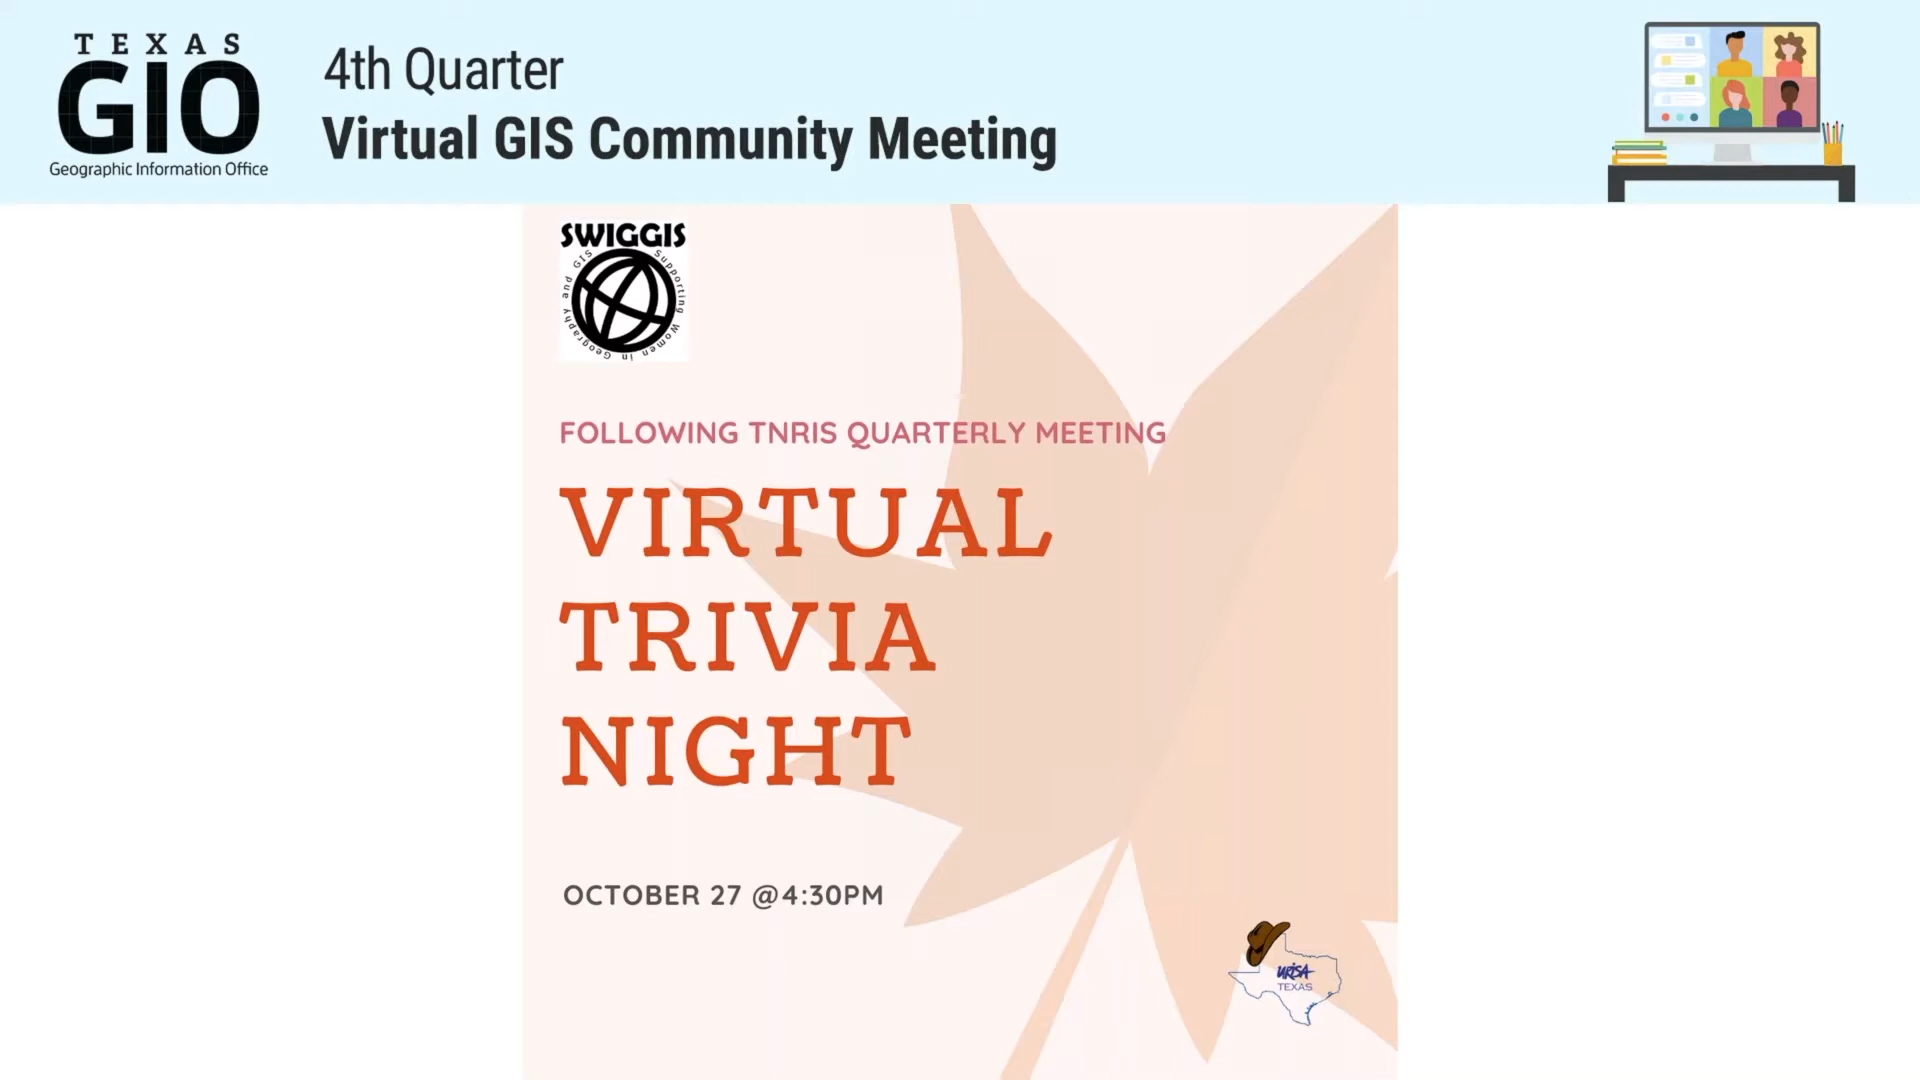 TEXAS
GIO
Geographic Information Office
4th Quarter
Virtual GIS Community Meeting
SWIGGIS
Supporting Women in Geography and GIS
FOLLOWING TNRIS QUARTERLY MEETING
VIRTUAL
TRIVIA
NIGHT
OCTOBER 27 @4:30PM
URISA
TEXAS